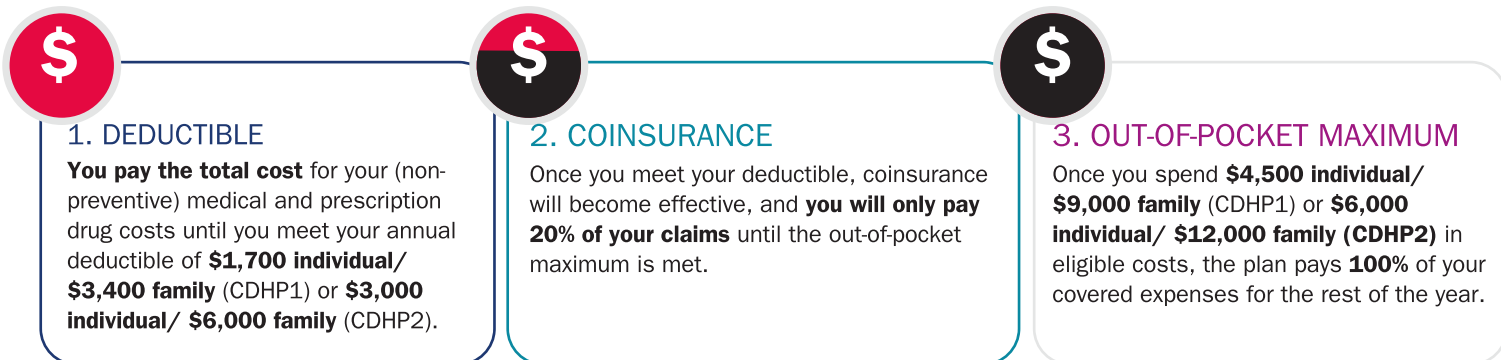 $
1. DEDUCTIBLE
You pay the total cost for your (non-
preventive) medical and prescription
drug costs until you meet your annual
deductible of $1,700 individual/
$3,400 family (CDHP1) or $3,000
individual/ $6,000 family (CDHP2).
$
2. COINSURANCE
Once you meet your deductible, coinsurance
will become effective, and you will only pay
20% of your claims until the out-of-pocket
maximum is met.
$
3. OUT-OF-POCKET MAXIMUM
Once you spend $4,500 individual/
$9,000 family (CDHP1) or $6,000
individual/ $12,000 family (CDHP2) in
eligible costs, the plan pays 100% of your
covered expenses for the rest of the year.